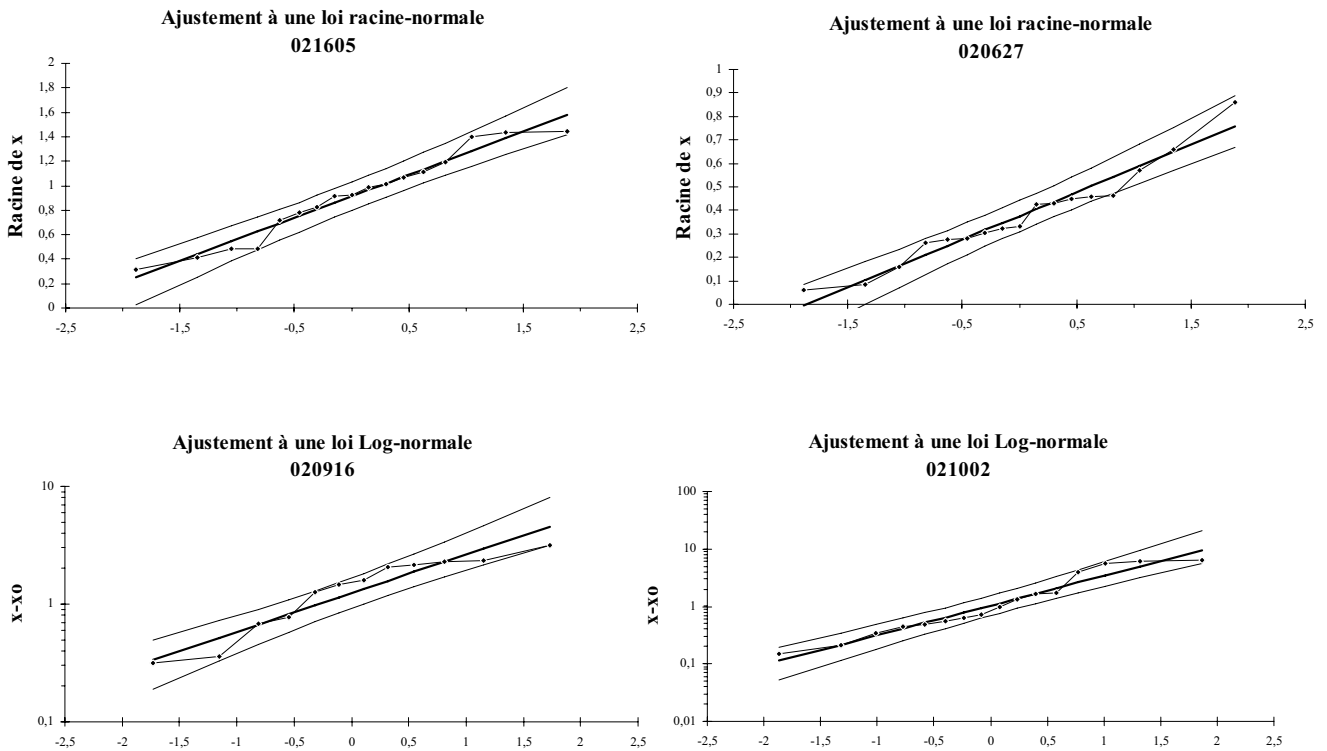 Ajustement à une loi racine-normale
021605
Racine de x
2
1,8
1,6
1,4
1,2
1
0,8
0,6
0,4
0,2
0
-2,5 -1,5 -0,5 0,5 1,5 2,5
Ajustement à une loi racine-normale
020627
Racine de x
1
0,9
0,8
0,7
0,6
0,5
0,4
0,3
0,2
0,1
0
-2,5 -1,5 -0,5 0,5 1,5 2,5
Ajustement à une loi Log-normale
020916
x-xo
10
1
0,1
-2,5 -2 -1,5 -1 -0,5 0 0,5 1 1,5 2 2,5
Ajustement à une loi Log-normale
021002
x-xo
100
10
1
0,1
0,01
-2,5 -2 -1,5 -1 -0,5 0 0,5 1 1,5 2 2,5